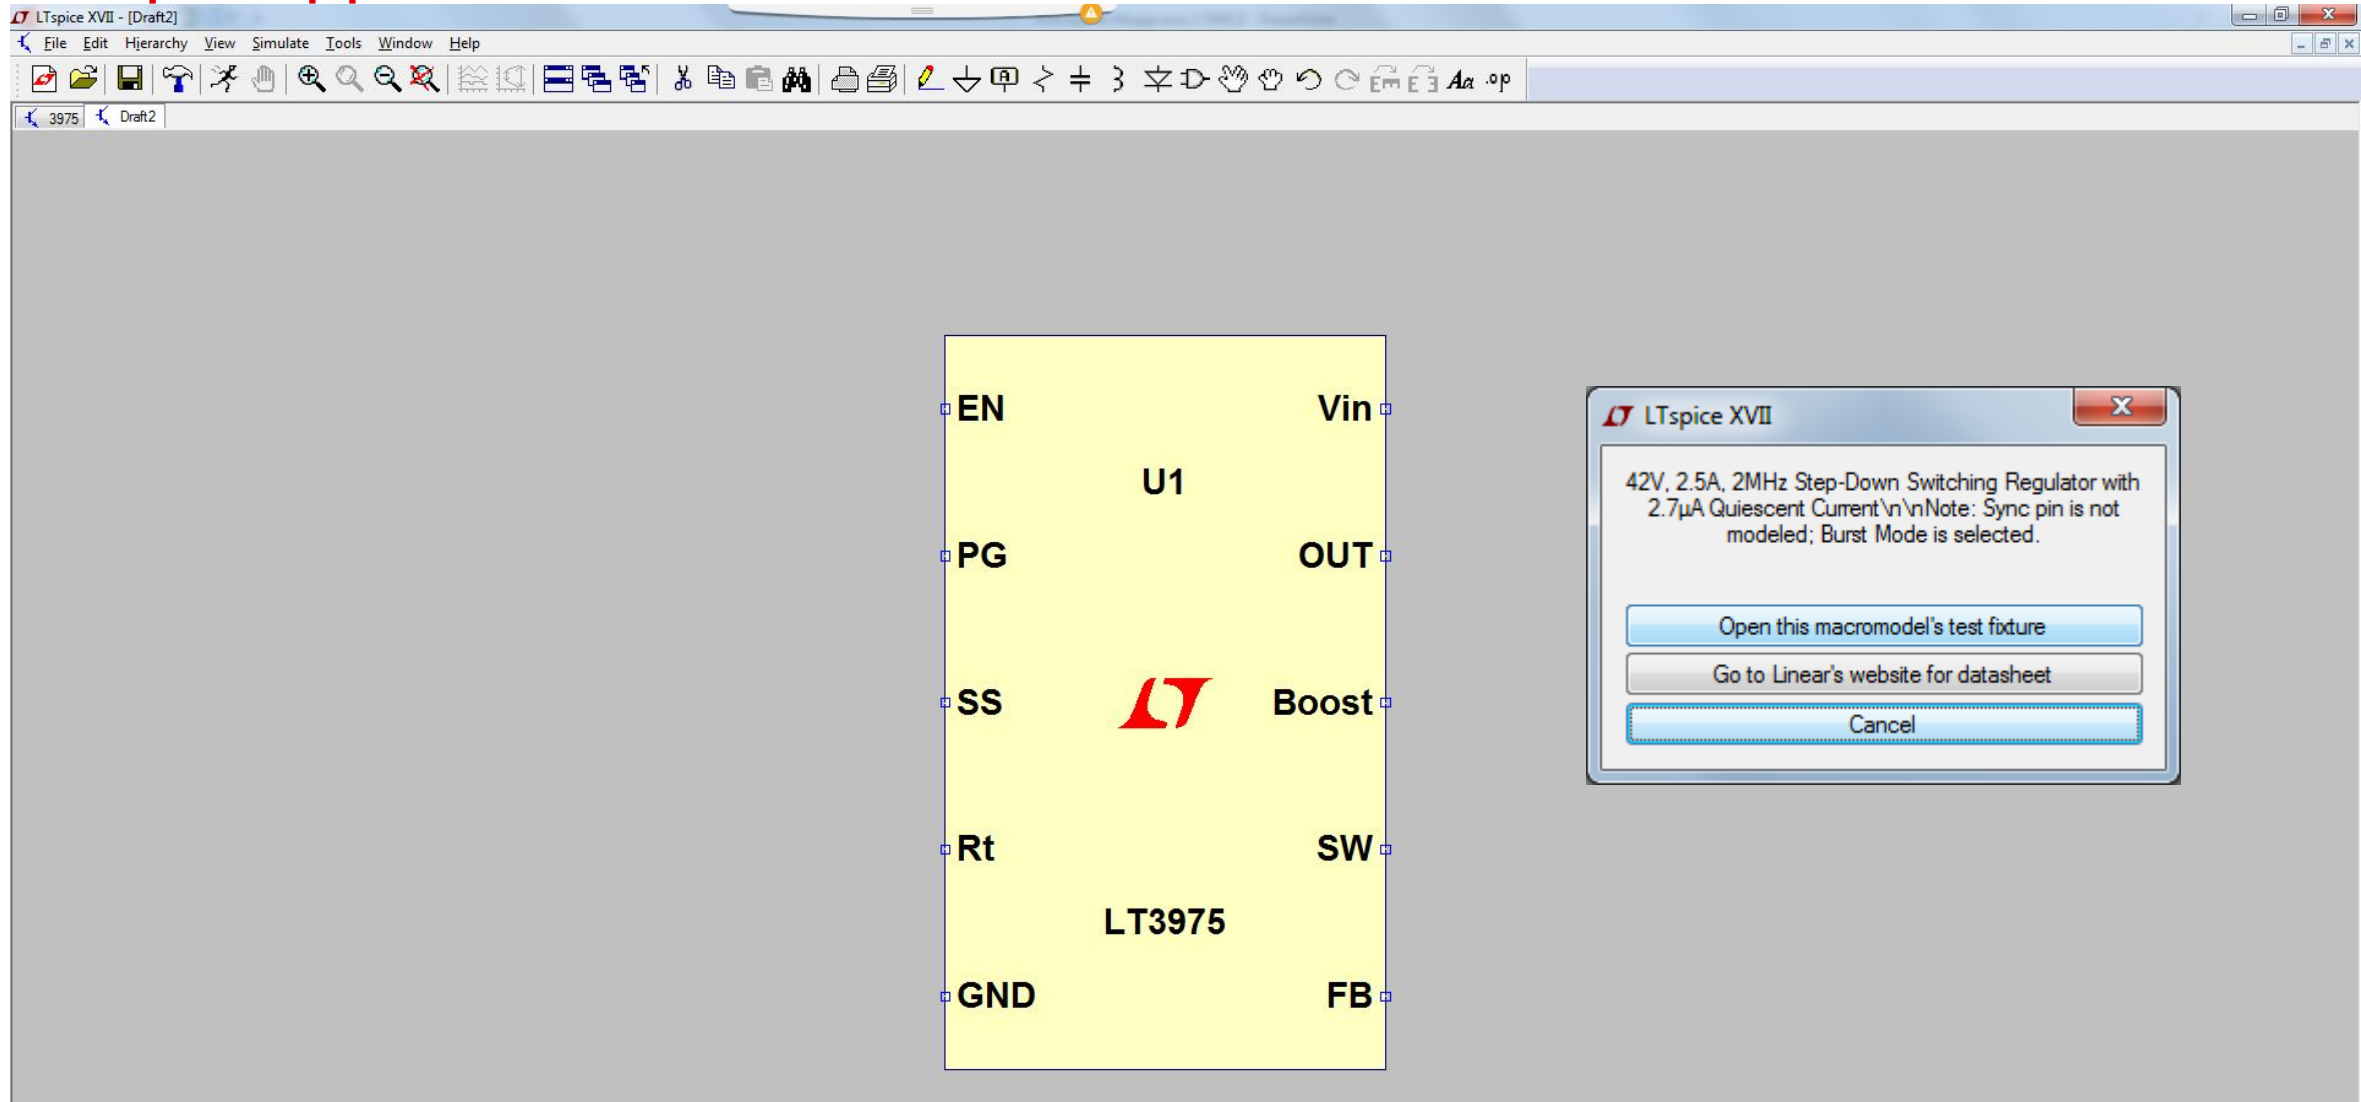 LTspice XVII - [Draft2]
File Edit Hierarchy View Simulate Tools Window Help
Aa .op
3975 Draft2
EN Vin
U1
PG OUT
SS Boost
Rt SW
LT3975
GND FB
LTspice XVII
42V, 2.5A, 2MHz Step-Down Switching Regulator with
2.7µA Quiescent Current\n\nNote: Sync pin is not
modeled; Burst Mode is selected.
Open this macromodel's test fixture
Go to Linear's website for datasheet
Cancel